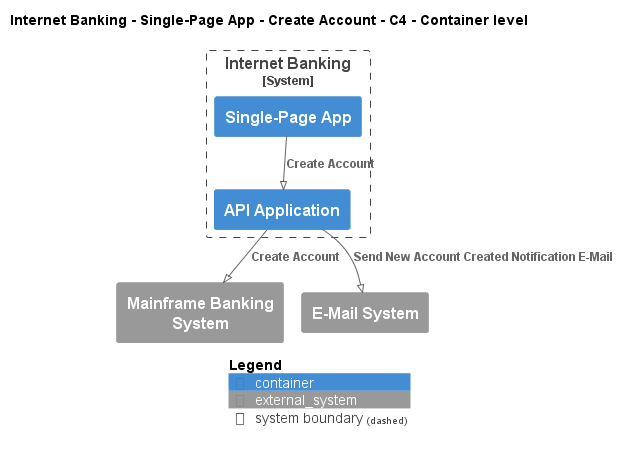 Internet Banking - Single-Page App - Create Account - C4 - Container level
Internet Banking
[System]
Single-Page App
Create Account
API Application
Create Account
Send New Account Created Notification E-Mail
Mainframe Banking
System
E-Mail System
Legend
container
external_system
system boundary (dashed)